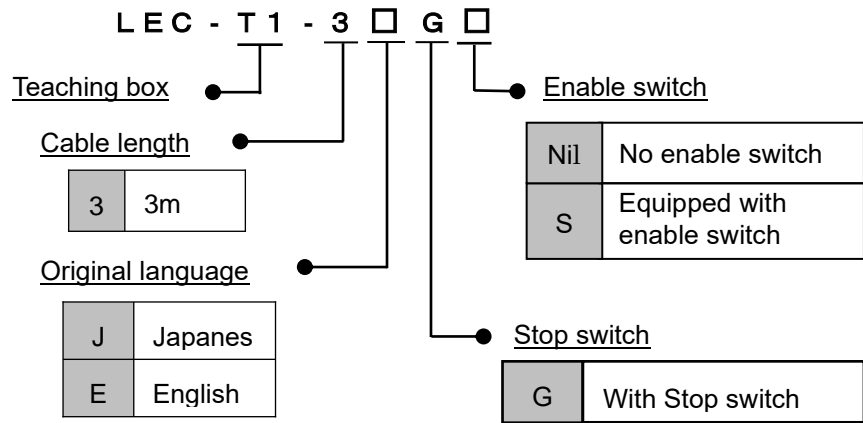 LEC-T1-3□G□
Teaching box
Enable switch
Cable length
Nil No enable switch
S Equipped with
enable switch
3 3m
Original language
J Japanes
E English
Stop switch
G With Stop switch